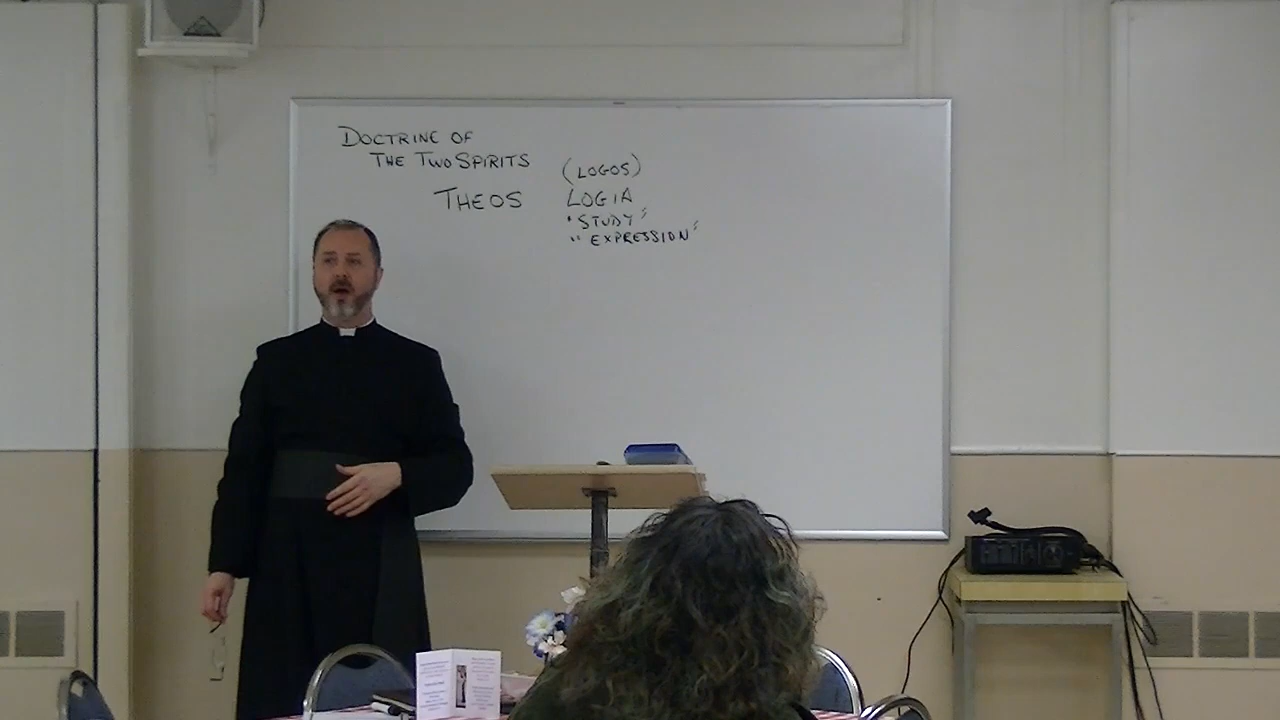 DOCTRINE OF
THE TWO SPIRITS
(LOGOS)
THEOS LOGIA
"STUDY"
"EXPRESSION"